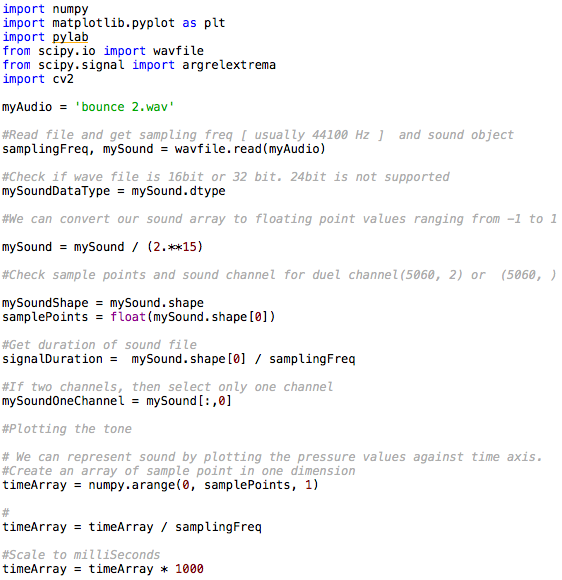 import numpy
import matplotlib.pyplot as plt
import pylab
from scipy.io import wavfile
from scipy.signal import argrelextrema
import cv2
myAudio = 'bounce 2.wav'
#Read file and get sampling freq [ usually 44100 Hz ]  and sound object
samplingFreq, mySound = wavfile.read(myAudio)
#Check if wave file is 16bit or 32 bit. 24bit is not supported
mySoundDataType = mySound.dtype
#We can convert our sound array to floating point values ranging from -1 to 1
mySound = mySound / (2.**15)
#Check sample points and sound channel for duel channel(5060, 2) or  (5060, )
mySoundShape = mySound.shape
samplePoints = float(mySound.shape[0])
#Get duration of sound file
signalDuration =  mySound.shape[0] / samplingFreq
#If two channels, then select only one channel
mySoundOneChannel = mySound[:,0]
#Plotting the tone
# We can represent sound by plotting the pressure values against time axis.
#Create an array of sample point in one dimension
timeArray = numpy.arange(0, samplePoints, 1)
#
timeArray = timeArray / samplingFreq
#Scale to milliSeconds
timeArray = timeArray * 1000